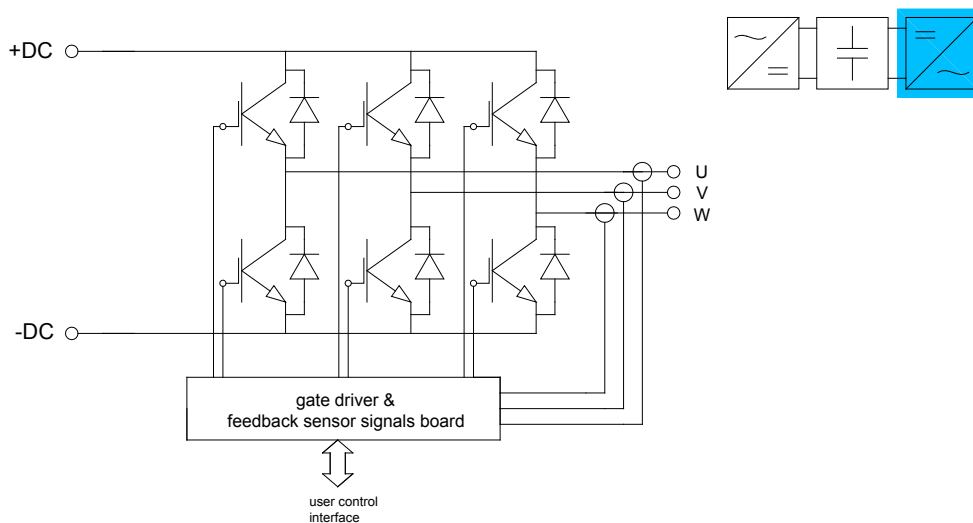 +DC
U
V
W
-DC
gate driver &
feedback sensor signals board
user control
interface